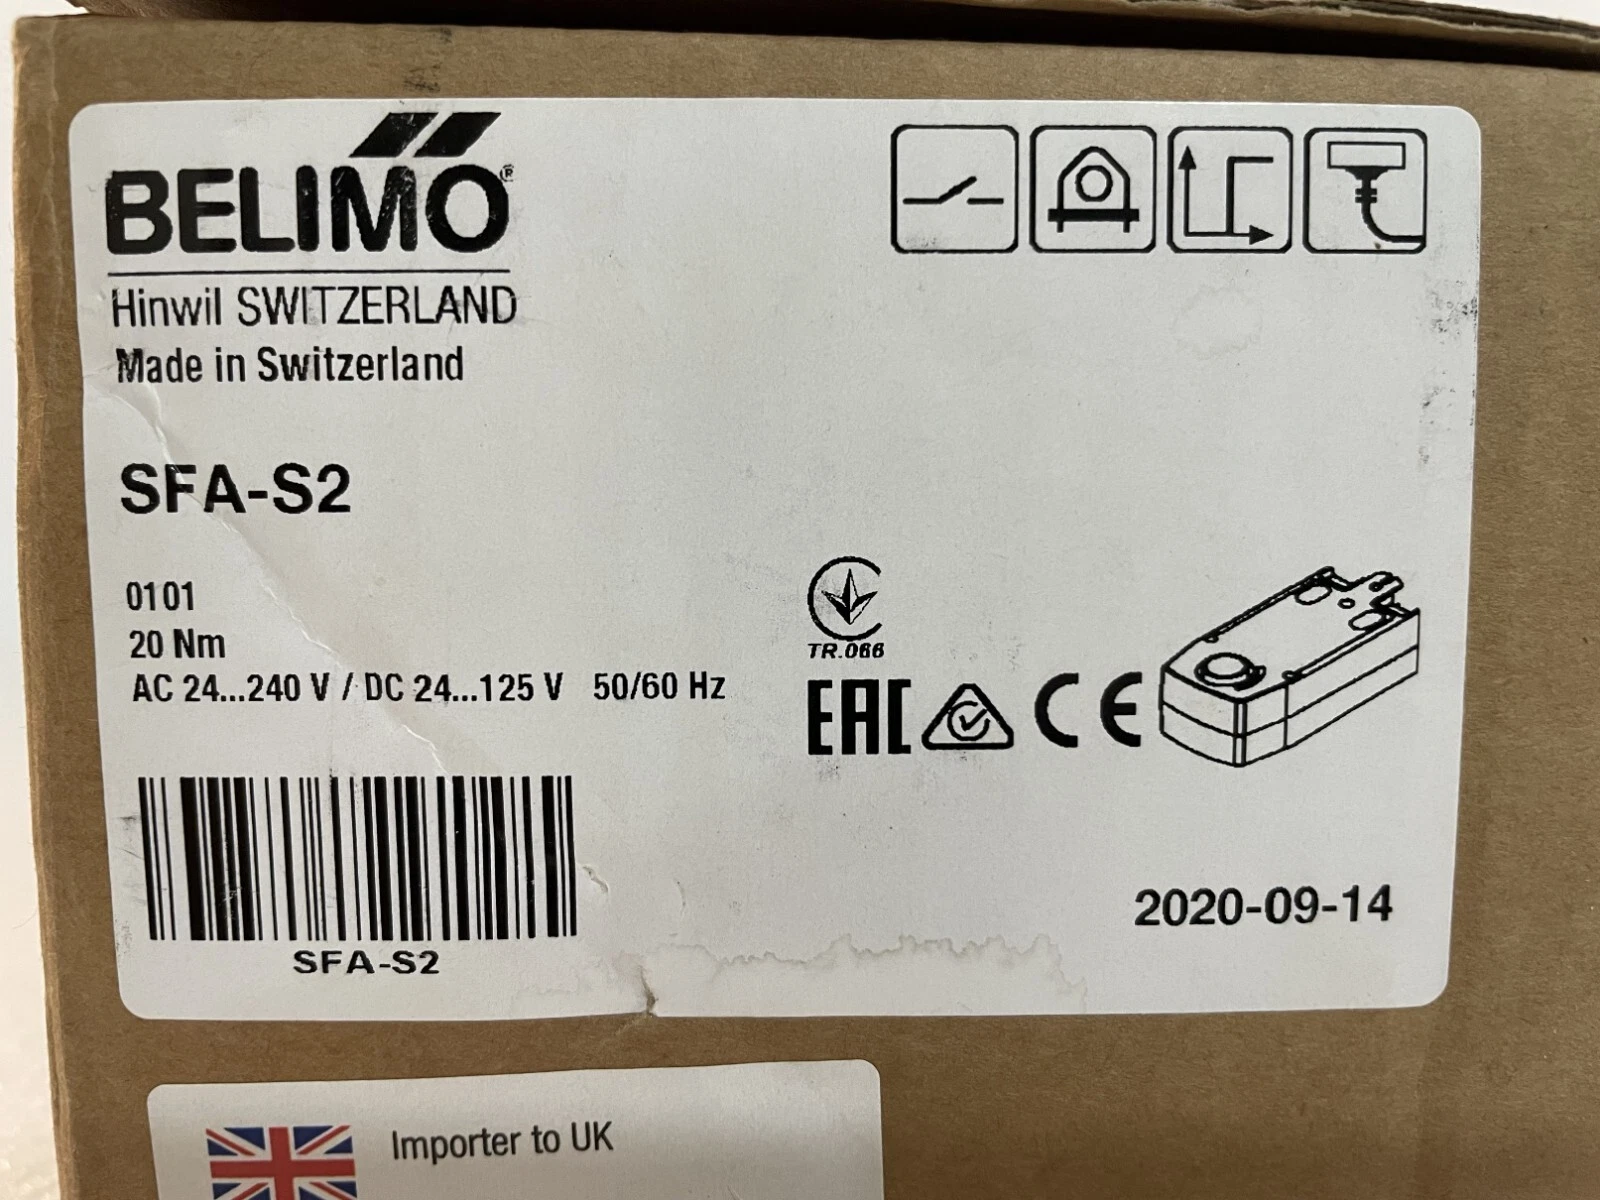 BELIMO®
Hinwil SWITZERLAND
Made in Switzerland
SFA-S2
0101
20 Nm
AC 24...240 V / DC 24...125 V 50/60 Hz
TR.066
EAC
CE
SFA-S2
2020-09-14
Importer to UK